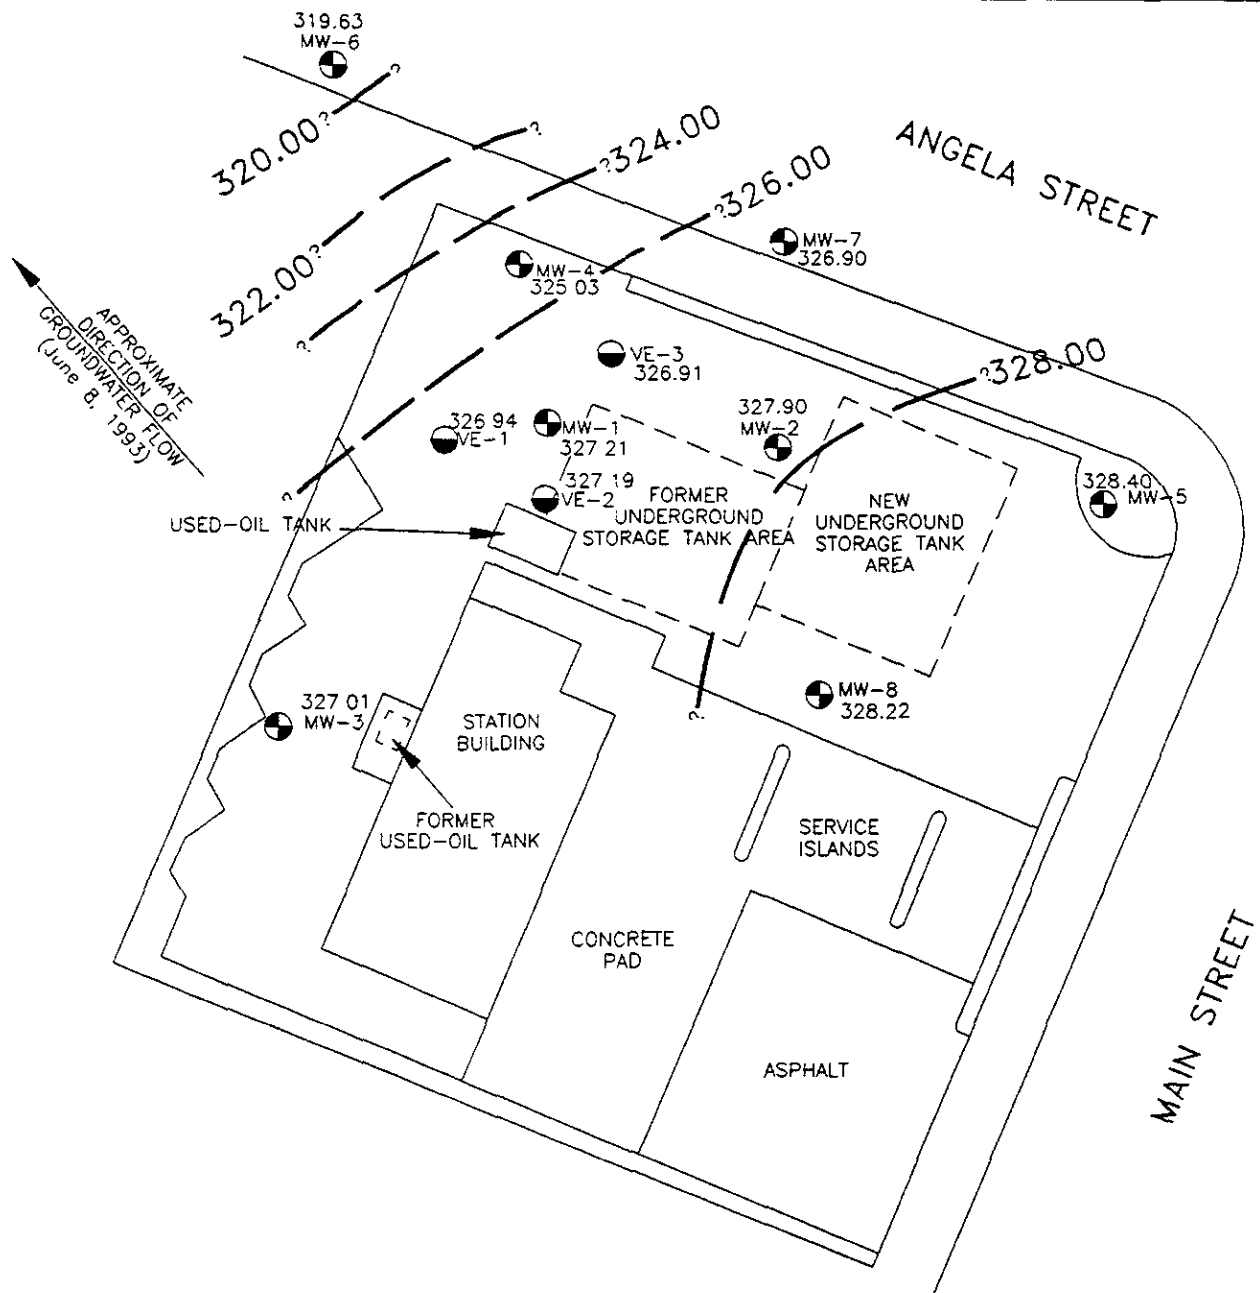 319.63
MW-6
?
320.00?
?
?324.00
ANGELA STREET
?326.00
322.00?
MW-7
326.90
MW-4
325 03
?
APPROXIMATE
DIRECTION OF
GROUNDWATER FLOW
(June 8, 1993)
VE-3
326.91
?328.00
326 94
VE-1
MW-1
327 21
327.90
MW-2
328.40
MW-5
?
327 19
VE-2
USED-OIL TANK
FORMER
UNDERGROUND
STORAGE TANK AREA
NEW
UNDERGROUND
STORAGE TANK
AREA
327 01
MW-3
STATION
BUILDING
MW-8
328.22
?
FORMER
USED-OIL TANK
SERVICE
ISLANDS
CONCRETE
PAD
ASPHALT
MAIN STREET